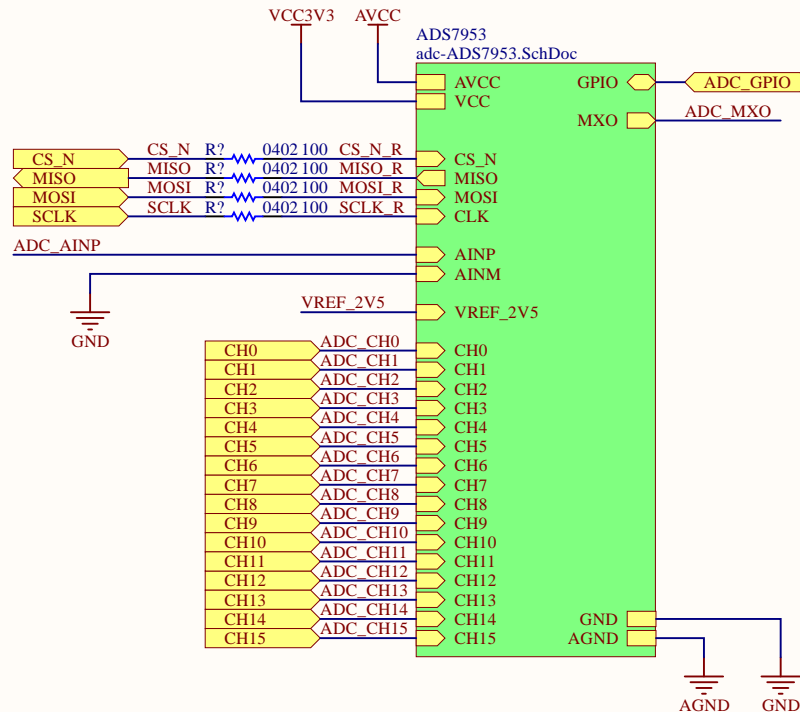 VCC3V3 AVCC
ADS7953
adc-ADS7953.SchDoc
AVCC GPIO ADC_GPIO
VCC
MXO ADC_MXO
CS_N CS_N R? 0402 100 CS_N_R CS_N
MISO MISO R? 0402 100 MISO_R MISO
MOSI MOSI R? 0402 100 MOSI_R MOSI
SCLK SCLK R? 0402 100 SCLK_R CLK
ADC_AINP AINP
AINM
GND
VREF_2V5 VREF_2V5
CH0 ADC_CH0 CH0
CH1 ADC_CH1 CH1
CH2 ADC_CH2 CH2
CH3 ADC_CH3 CH3
CH4 ADC_CH4 CH4
CH5 ADC_CH5 CH5
CH6 ADC_CH6 CH6
CH7 ADC_CH7 CH7
CH8 ADC_CH8 CH8
CH9 ADC_CH9 CH9
CH10 ADC_CH10 CH10
CH11 ADC_CH11 CH11
CH12 ADC_CH12 CH12
CH13 ADC_CH13 CH13
CH14 ADC_CH14 CH14 GND
CH15 ADC_CH15 CH15 AGND
AGND GND